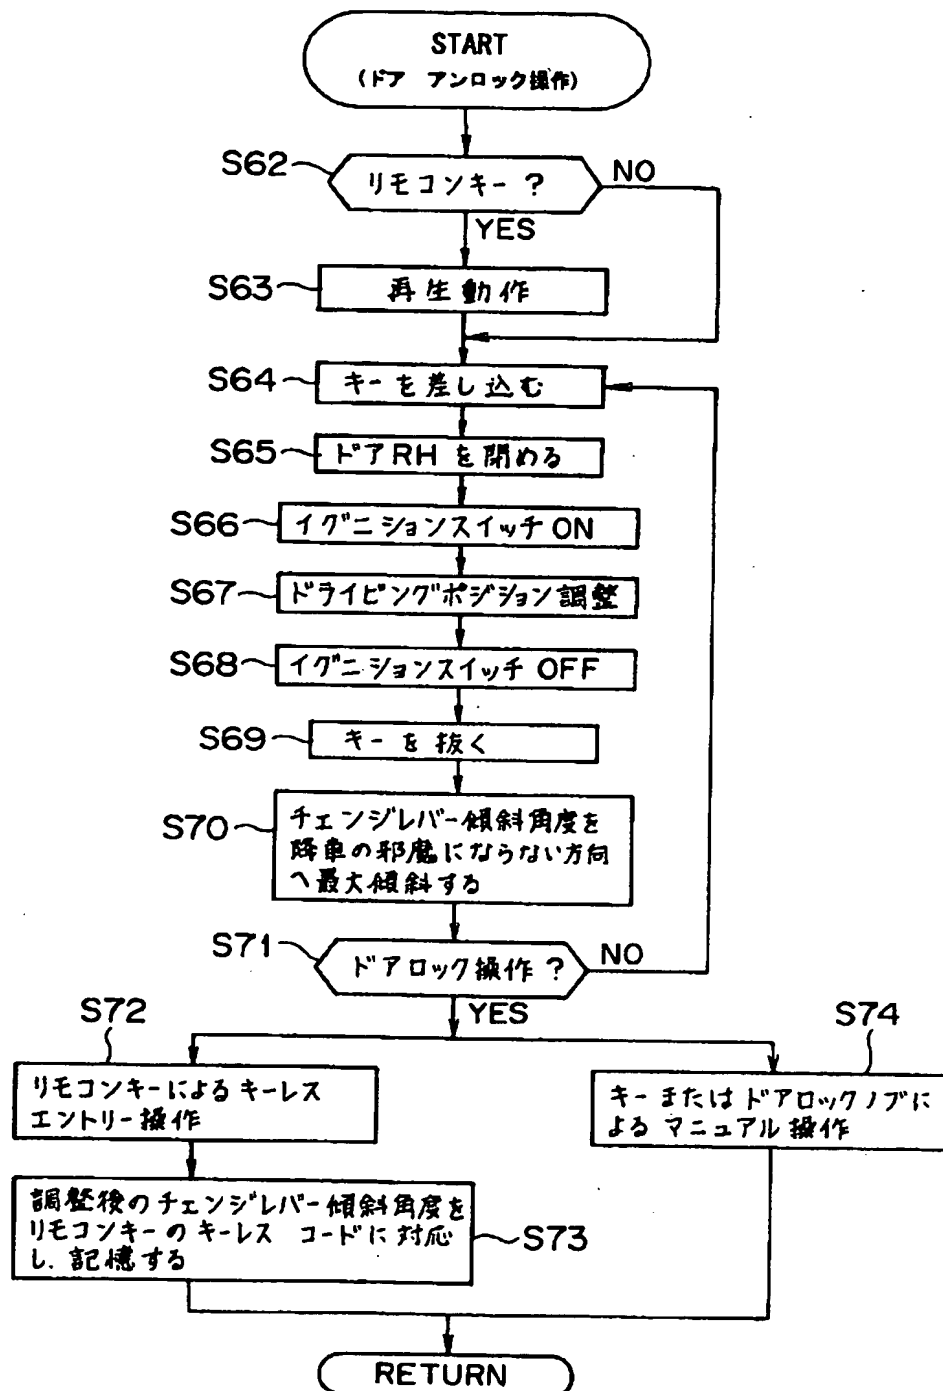 START
(ドア アンロック操作)
S62
リモコンキー?
NO
YES
S63
再生動作
S64
キーを差し込む
S65
ドアRHを閉める
S66
イグニションスイッチON
S67
ドライビングポジション調整
S68
イグニションスイッチOFF
S69
キーを抜く
S70
チェンジレバー傾斜角度を
降車の邪魔にならない方向
へ最大傾斜する
S71
ドアロック操作?
NO
YES
S72
リモコンキーによるキーレス
エントリー操作
S74
キーまたはドアロックノブに
よるマニュアル操作
調整後のチェンジレバー傾斜角度を
リモコンキーのキーレス コードに対応
し、記憶する
S73
RETURN